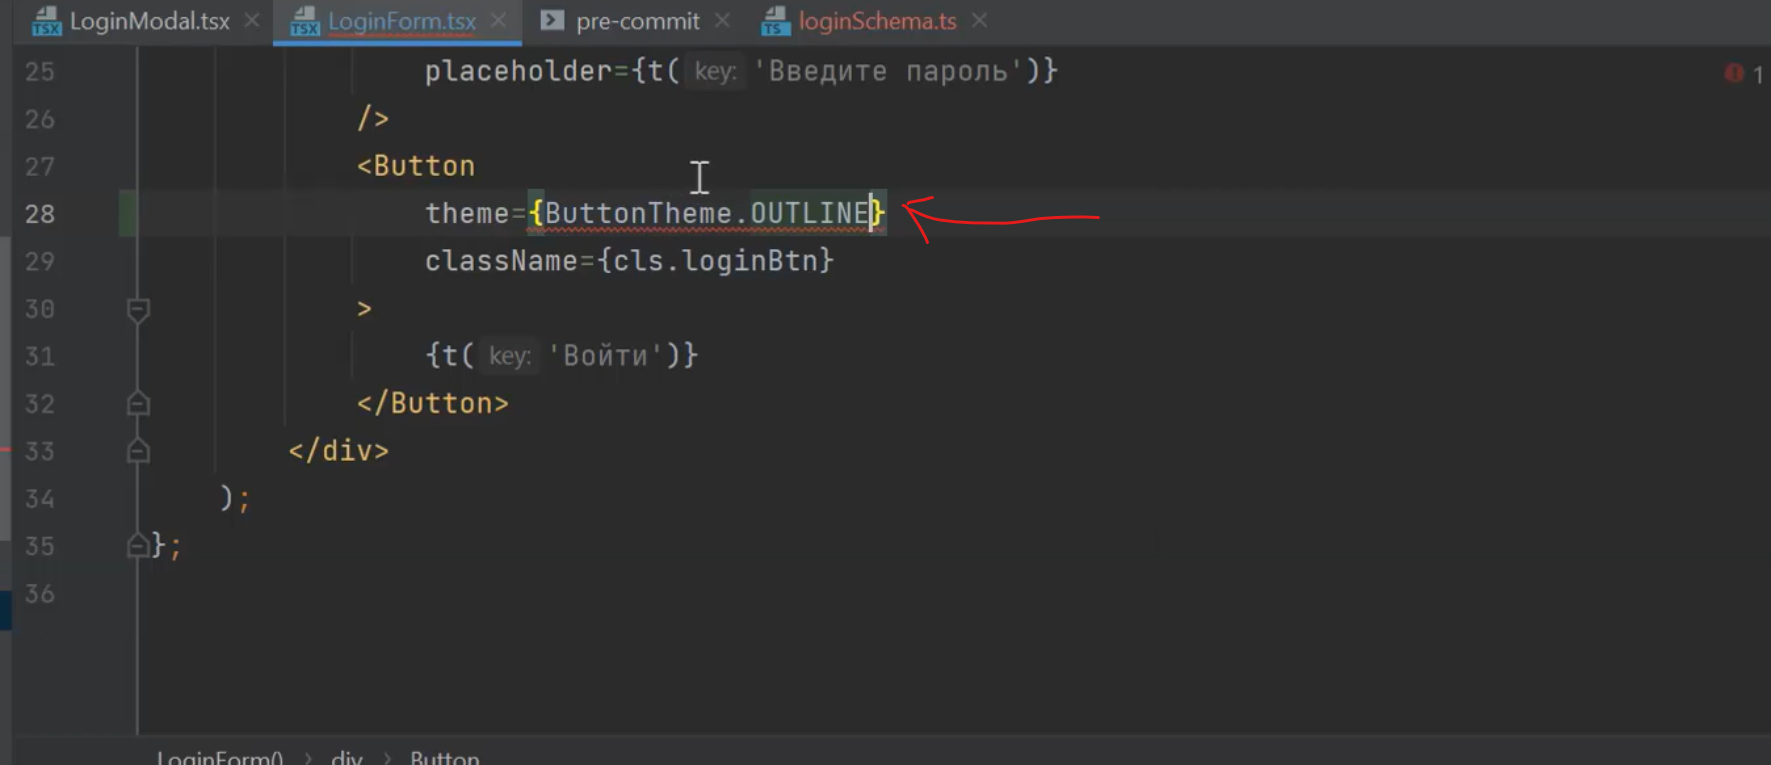 LoginModal.tsx LoginForm.tsx pre-commit loginSchema.ts
25 placeholder={t( key: 'Введите пароль')} 1
26 />
27 <Button
28 theme={ButtonTheme.OUTLINE}
29 className={cls.loginBtn}
30 >
31 {t( key: 'Войти')}
32 </Button>
33 </div>
34 );
35 };
36
LoginForm() › div › Button